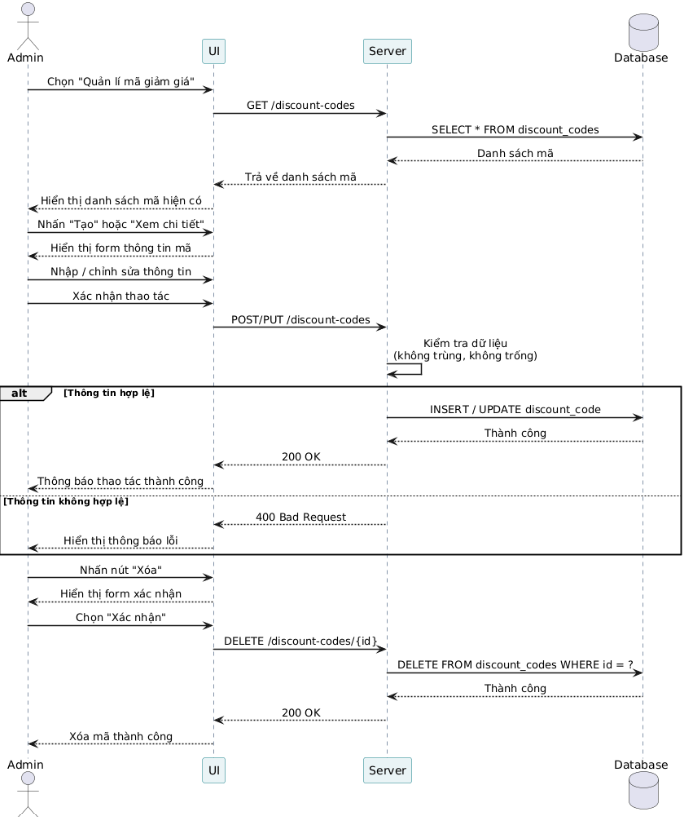 Admin
UI
Server
Database
Chọn "Quản lí mã giảm giá"
GET /discount-codes
SELECT * FROM discount_codes
Danh sách mã
Trả về danh sách mã
Hiển thị danh sách mã hiện có
Nhấn "Tạo" hoặc "Xem chi tiết"
Hiển thị form thông tin mã
Nhập / chỉnh sửa thông tin
Xác nhận thao tác
POST/PUT /discount-codes
Kiểm tra dữ liệu
(không trùng, không trống)
alt [Thông tin hợp lệ]
INSERT / UPDATE discount_code
Thành công
200 OK
Thông báo thao tác thành công
[Thông tin không hợp lệ]
400 Bad Request
Hiển thị thông báo lỗi
Nhấn nút "Xóa"
Hiển thị form xác nhận
Chọn "Xác nhận"
DELETE /discount-codes/{id}
DELETE FROM discount_codes WHERE id = ?
Thành công
200 OK
Xóa mã thành công
Admin
UI
Server
Database